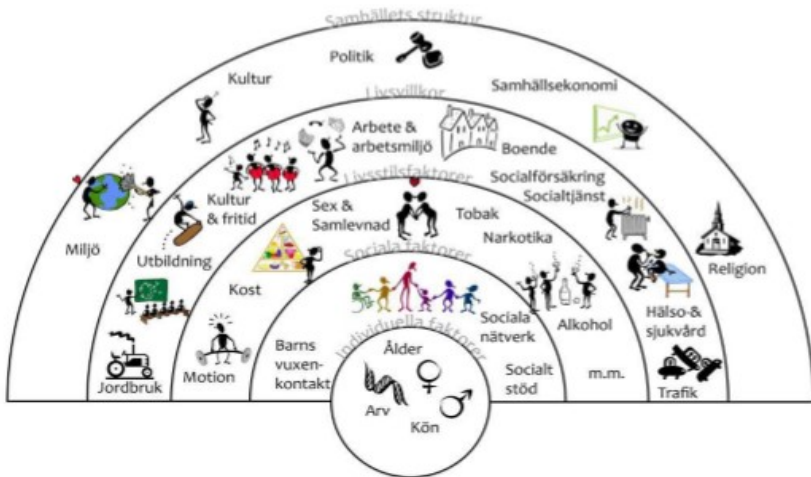 Samhällets struktur
Politik
Kultur
Samhällsekonomi
Miljö
Religion
Livsvillkor
Arbete &
arbetsmiljö
Boende
Kultur
& fritid
Socialförsäkring
Socialtjänst
Utbildning
Hälso-&
sjukvård
Jordbruk
Trafik
Livsstilsfaktorer
Sex &
Samlevnad
Tobak
Narkotika
Kost
Alkohol
Motion
m.m.
Sociala faktorer
Sociala
nätverk
Barns
vuxen-
kontakt
Socialt
stöd
Individuella faktorer
Ålder
Arv
Kön